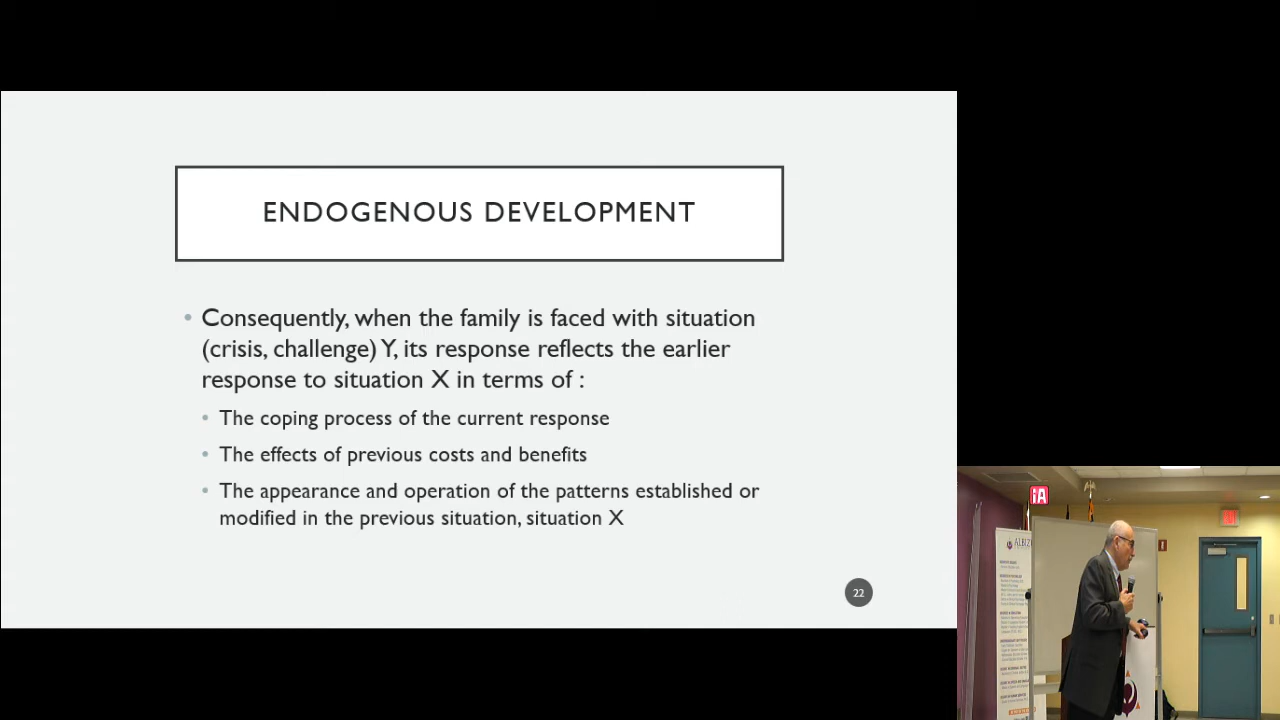 ENDOGENOUS DEVELOPMENT
• Consequently, when the family is faced with situation
(crisis, challenge) Y, its response reflects the earlier
response to situation X in terms of :
• The coping process of the current response
• The effects of previous costs and benefits
• The appearance and operation of the patterns established or
modified in the previous situation, situation X
22
iA
ALBIZ